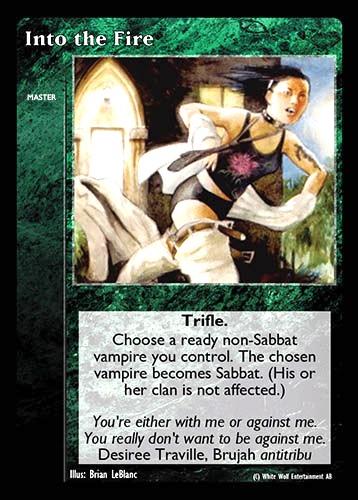 Into the Fire
MASTER
Trifle.
Choose a ready non-Sabbat
vampire you control. The chosen
vampire becomes Sabbat. (His or
her clan is not affected.)
You're either with me or against me.
You really don't want to be against me.
Desiree Traville, Brujah antitribu
Illus: Brian LeBlanc
(C) White Wolf Entertainment AB